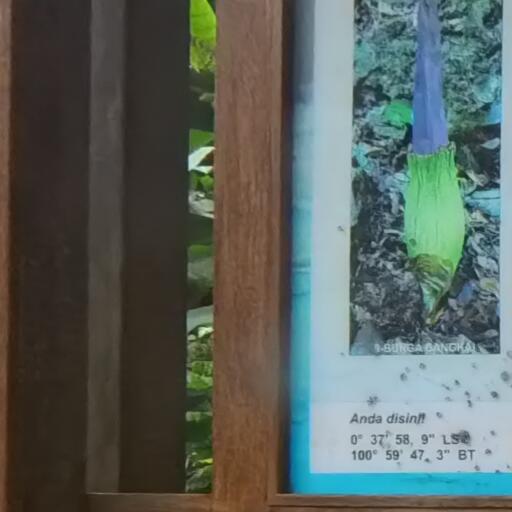 BUNGA BANGKAI
Anda disini!!
0° 37' 58, 9" LS
100° 59' 47, 3" BT